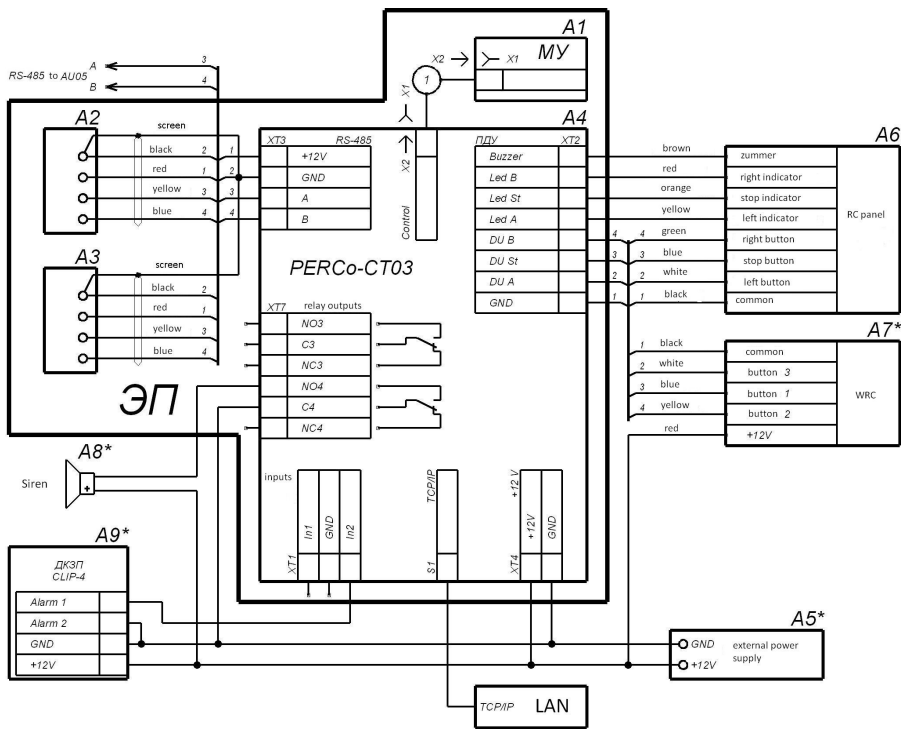 A1
X2
X1
МУ
1
X1
X2
Control
RS-485 to AU05
A
B
3
4
A2
screen
black
2
1
red
1
2
yellow
3
3
blue
4
4
A3
screen
black
2
red
1
yellow
3
blue
4
ЭП
A4
XT3
RS-485
+12V
GND
A
B
PERCo-CT03
XT7
relay outputs
NO3
C3
NC3
NO4
C4
NC4
ПДУ
XT2
Buzzer
Led B
Led St
Led A
DU B
DU St
DU A
GND
brown
red
orange
yellow
4
4
green
3
3
blue
2
2
white
1
1
black
A6
zummer
right indicator
stop indicator
left indicator
right button
stop button
left button
common
RC panel
A7*
1
black
2
white
3
blue
4
yellow
red
common
button 3
button 1
button 2
+12V
WRC
inputs
In1
GND
In2
XT1
TCP/IP
S1
+12 V
+12V
GND
XT4
A8*
Siren
+
A9*
ДКЗП
CLIP-4
Alarm 1
Alarm 2
GND
+12V
A5*
GND
+12V
external power
supply
TCP/IP
LAN